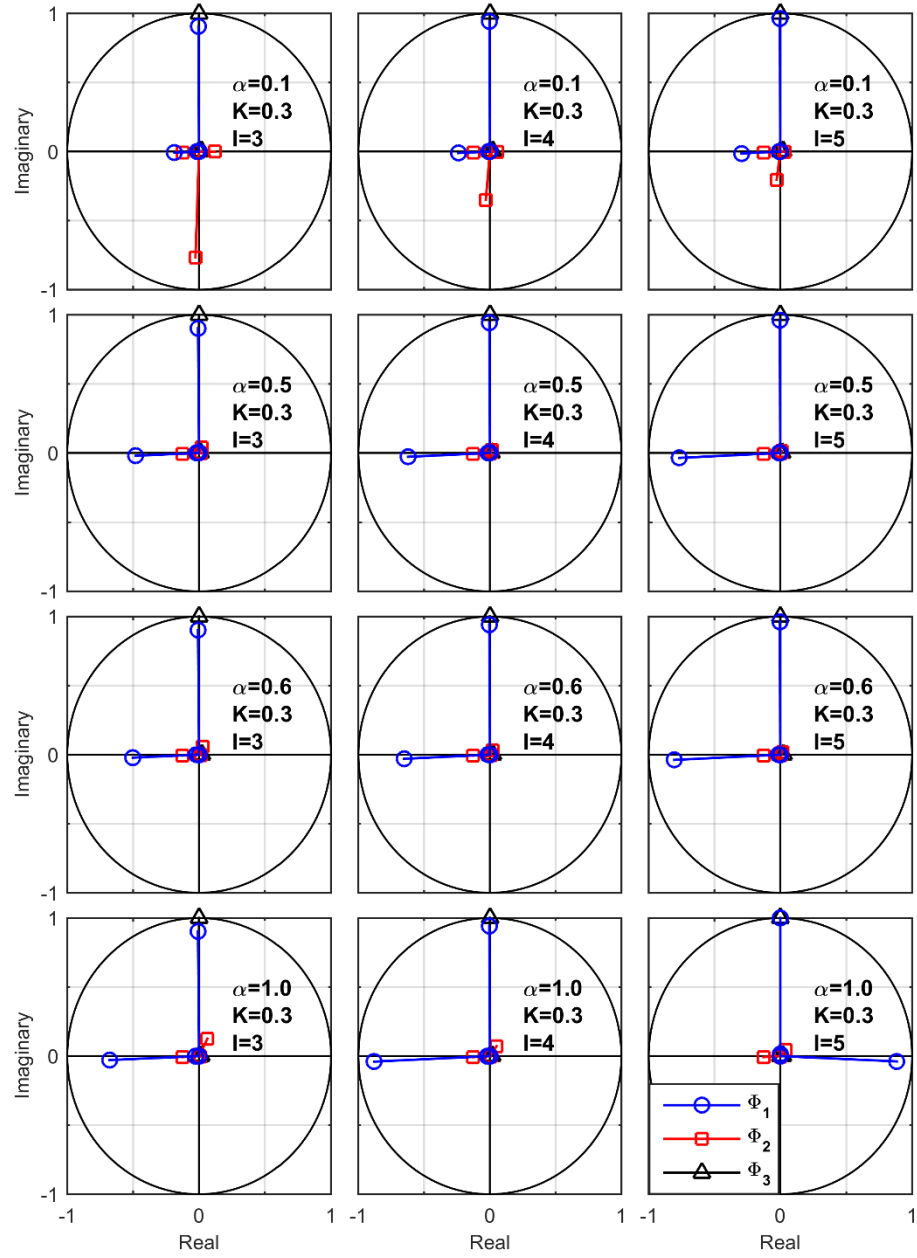 1
α=0.1
K=0.3
I=3
0
-1
Imaginary
α=0.1
K=0.3
I=4
α=0.1
K=0.3
I=5
1
α=0.5
K=0.3
I=3
0
-1
Imaginary
α=0.5
K=0.3
I=4
α=0.5
K=0.3
I=5
1
α=0.6
K=0.3
I=3
0
-1
Imaginary
α=0.6
K=0.3
I=4
α=0.6
K=0.3
I=5
1
α=1.0
K=0.3
I=3
0
-1
Imaginary
-1 0 1
Real
α=1.0
K=0.3
I=4
-1 0 1
Real
α=1.0
K=0.3
I=5
Φ1
Φ2
Φ3
-1 0 1
Real